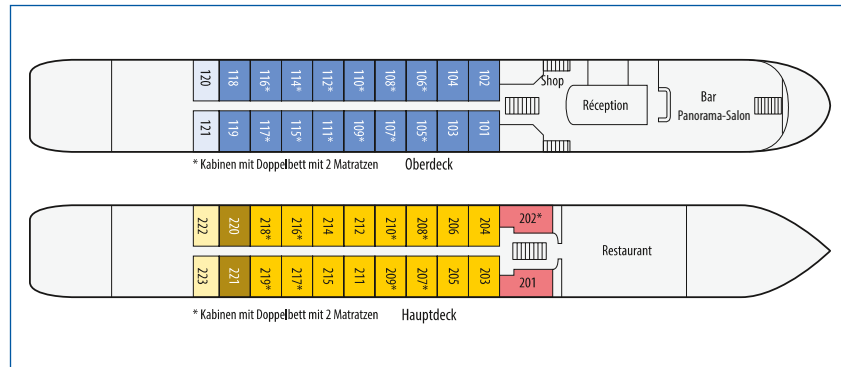 120 118 116* 114* 112* 110* 108* 106* 104 102
Shop
Réception
Bar
Panorama-Salon
121 119 117* 115* 111* 109* 107* 105* 103 101
* Kabinen mit Doppelbett mit 2 Matratzen Oberdeck
222 220 218* 216* 214 212 210* 208* 206 204 202*
Restaurant
223 221 219* 217* 215 211 209* 207* 205 203 201
* Kabinen mit Doppelbett mit 2 Matratzen Hauptdeck